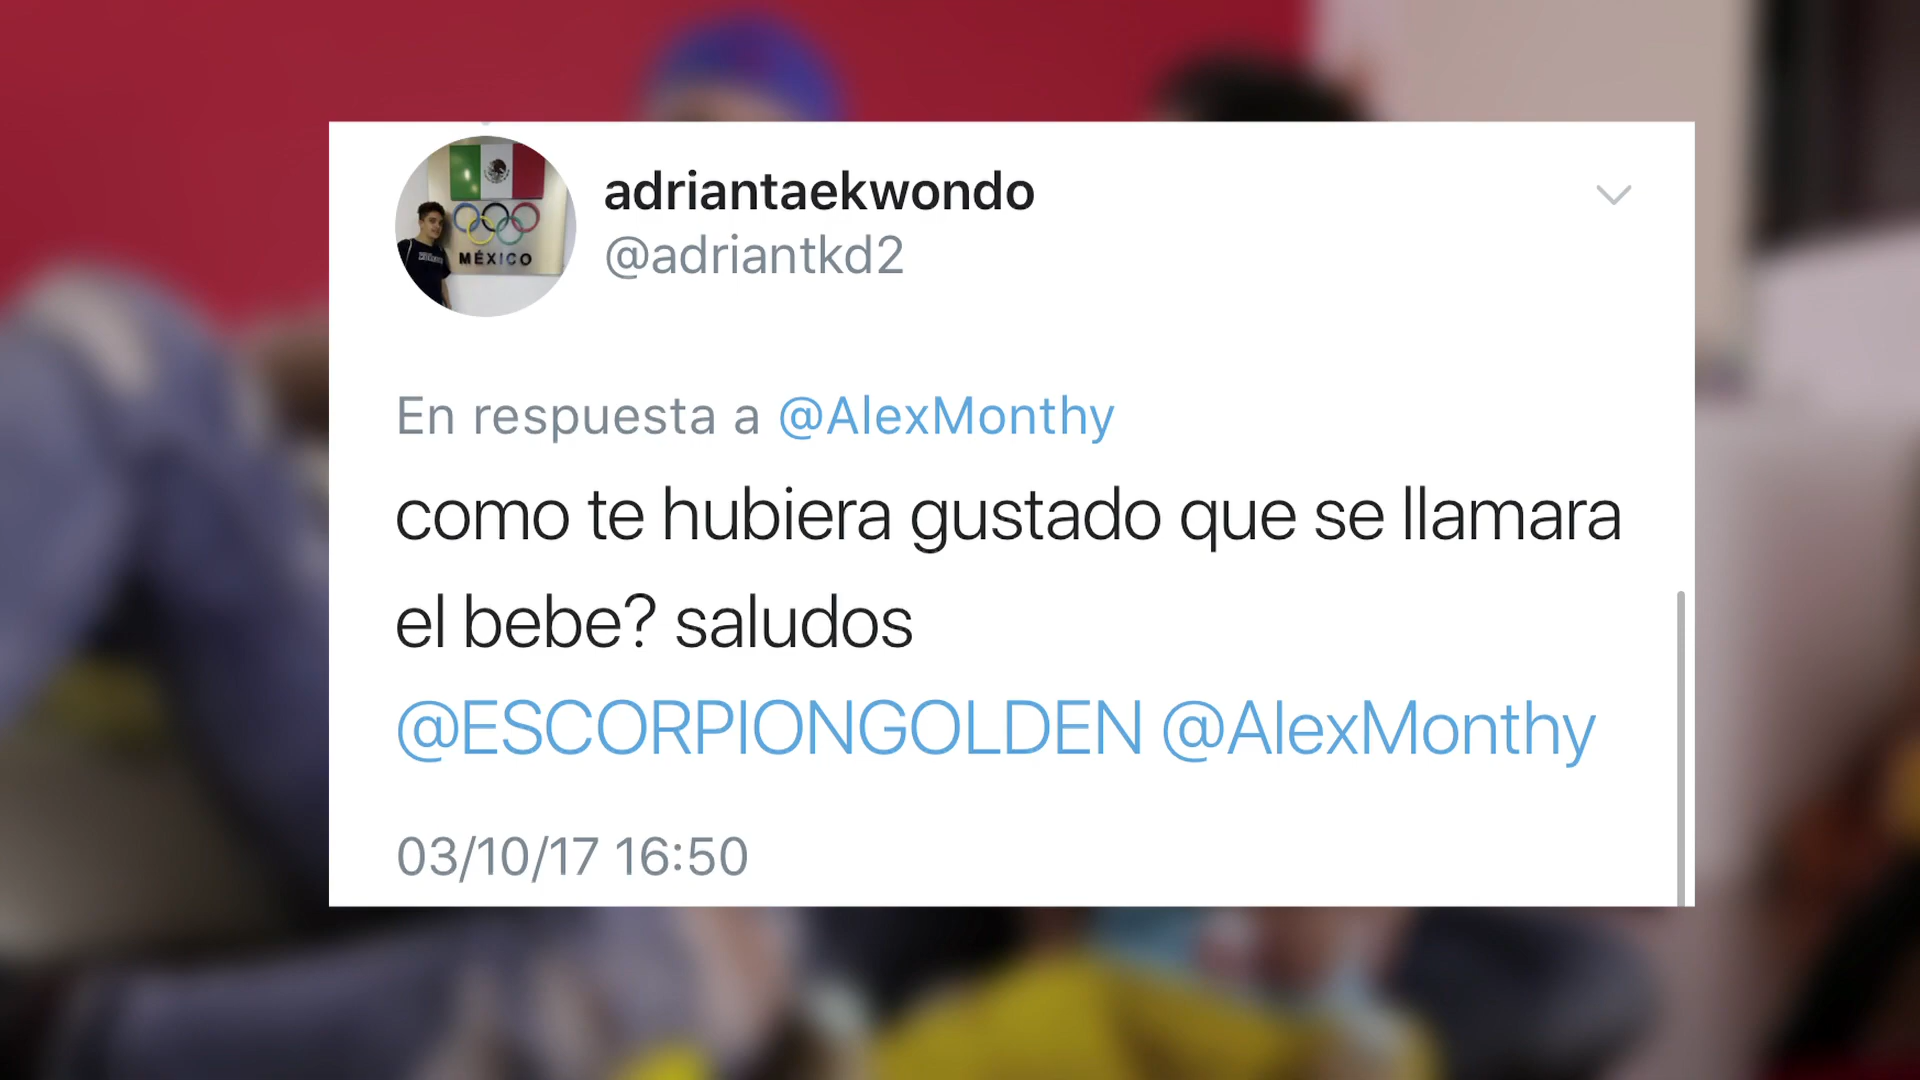 MÉXICO
adriantaekwondo
@adriantkd2
En respuesta a @AlexMonthy
como te hubiera gustado que se llamara
el bebe? saludos
@ESCORPIONGOLDEN @AlexMonthy
03/10/17 16:50